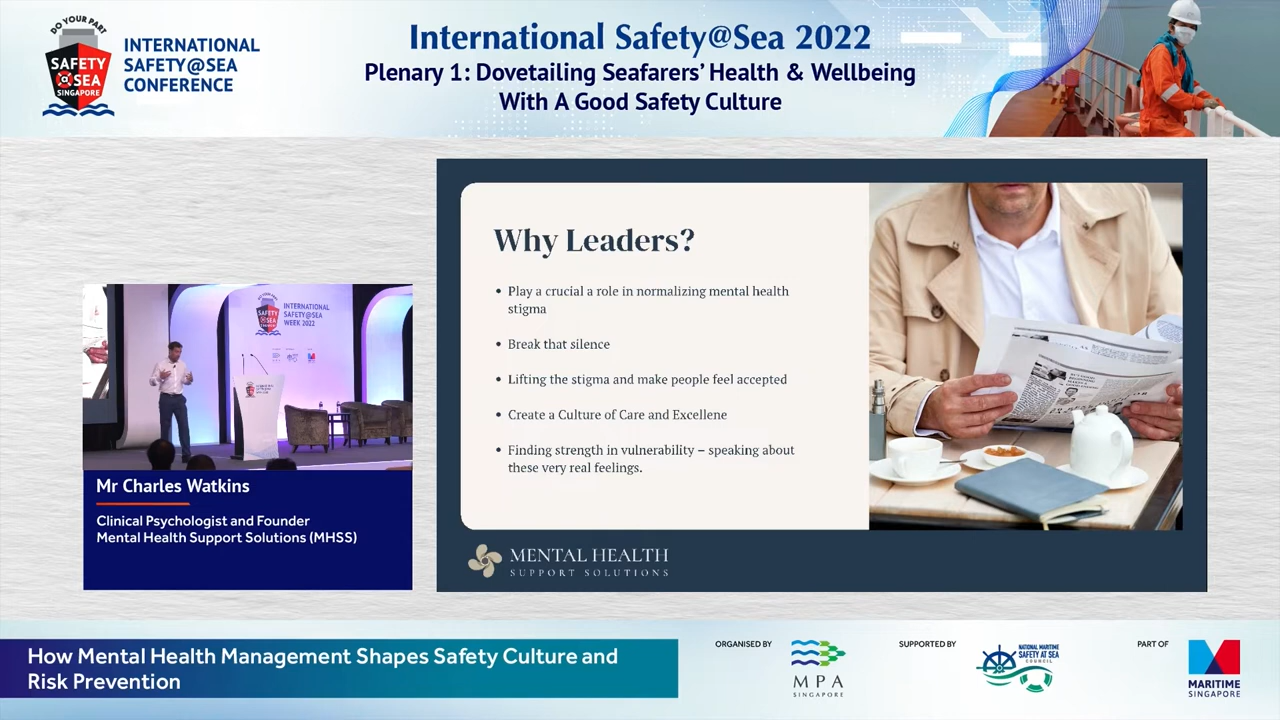 DO YOUR PART
SAFETY
SEA
SINGAPORE
INTERNATIONAL
SAFETY@SEA
CONFERENCE
International Safety@Sea 2022
Plenary 1: Dovetailing Seafarers' Health & Wellbeing
With A Good Safety Culture
INTERNATIONAL
SAFETY@SEA
WEEK 2022
Mr Charles Watkins
Clinical Psychologist and Founder
Mental Health Support Solutions (MHSS)
Why Leaders?
• Play a crucial a role in normalizing mental health
stigma
• Break that silence
• Lifting the stigma and make people feel accepted
• Create a Culture of Care and Excellene
• Finding strength in vulnerability – speaking about
these very real feelings.
MENTAL HEALTH
SUPPORT SOLUTIONS
How Mental Health Management Shapes Safety Culture and
Risk Prevention
ORGANISED BY
MPA
SINGAPORE
SUPPORTED BY
NATIONAL MARITIME
SAFETY AT SEA
COUNCIL
PART OF
MARITIME
SINGAPORE